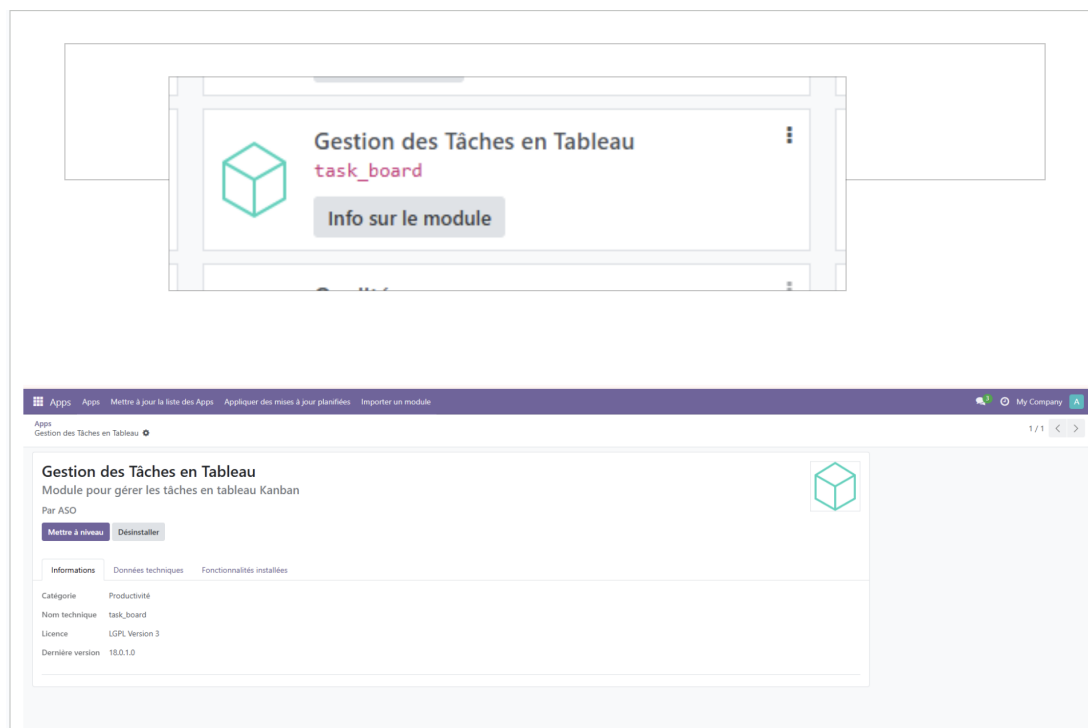 Gestion des Tâches en Tableau
task_board
Info sur le module
Apps Apps Mettre à jour la liste des Apps Appliquer des mises à jour planifiées Importer un module My Company A
Apps
Gestion des Tâches en Tableau 1 / 1
Gestion des Tâches en Tableau
Module pour gérer les tâches en tableau Kanban
Par ASO
Mettre à niveau Désinstaller
Informations Données techniques Fonctionnalités installées
Catégorie Productivité
Nom technique task_board
Licence LGPL Version 3
Dernière version 18.0.1.0